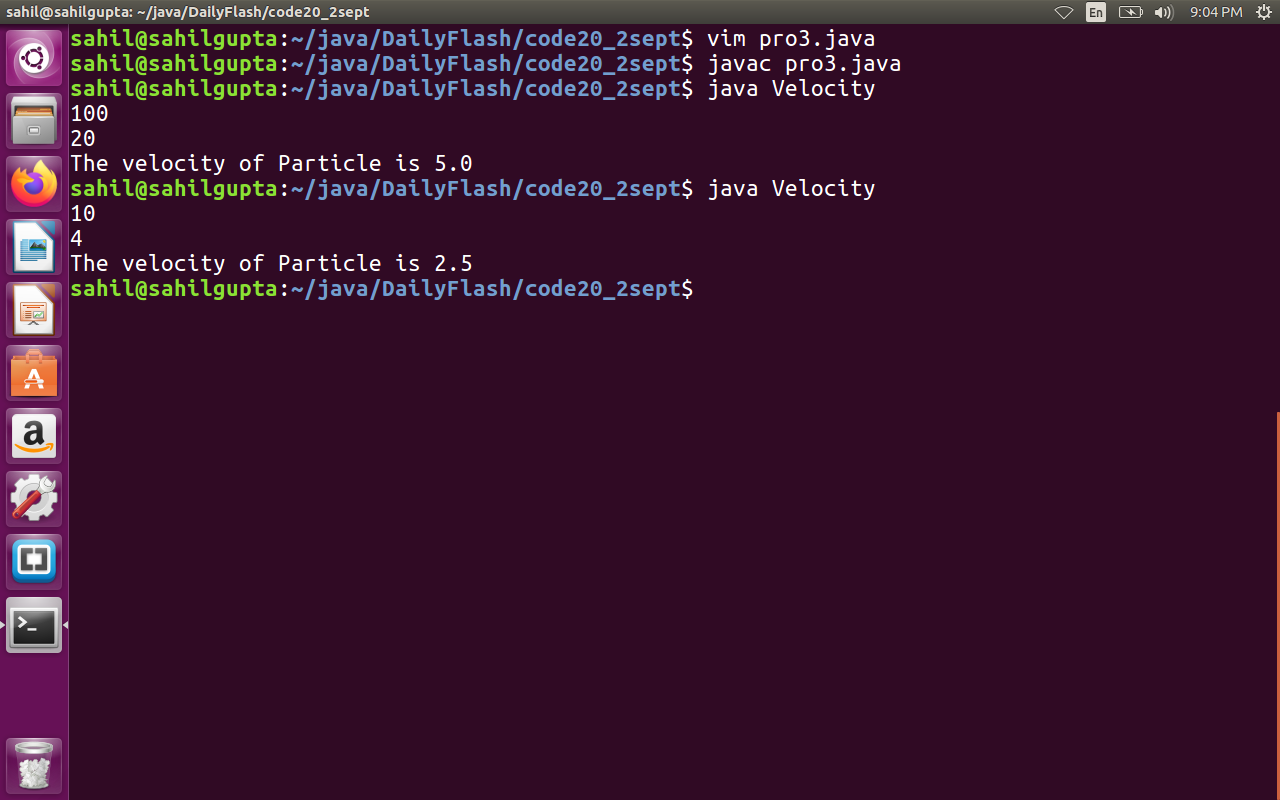 sahil@sahilgupta: ~/java/DailyFlash/code20_2sept
En
9:04 PM
sahil@sahilgupta:~/java/DailyFlash/code20_2sept$ vim pro3.java
sahil@sahilgupta:~/java/DailyFlash/code20_2sept$ javac pro3.java
sahil@sahilgupta:~/java/DailyFlash/code20_2sept$ java Velocity
100
20
The velocity of Particle is 5.0
sahil@sahilgupta:~/java/DailyFlash/code20_2sept$ java Velocity
10
4
The velocity of Particle is 2.5
sahil@sahilgupta:~/java/DailyFlash/code20_2sept$